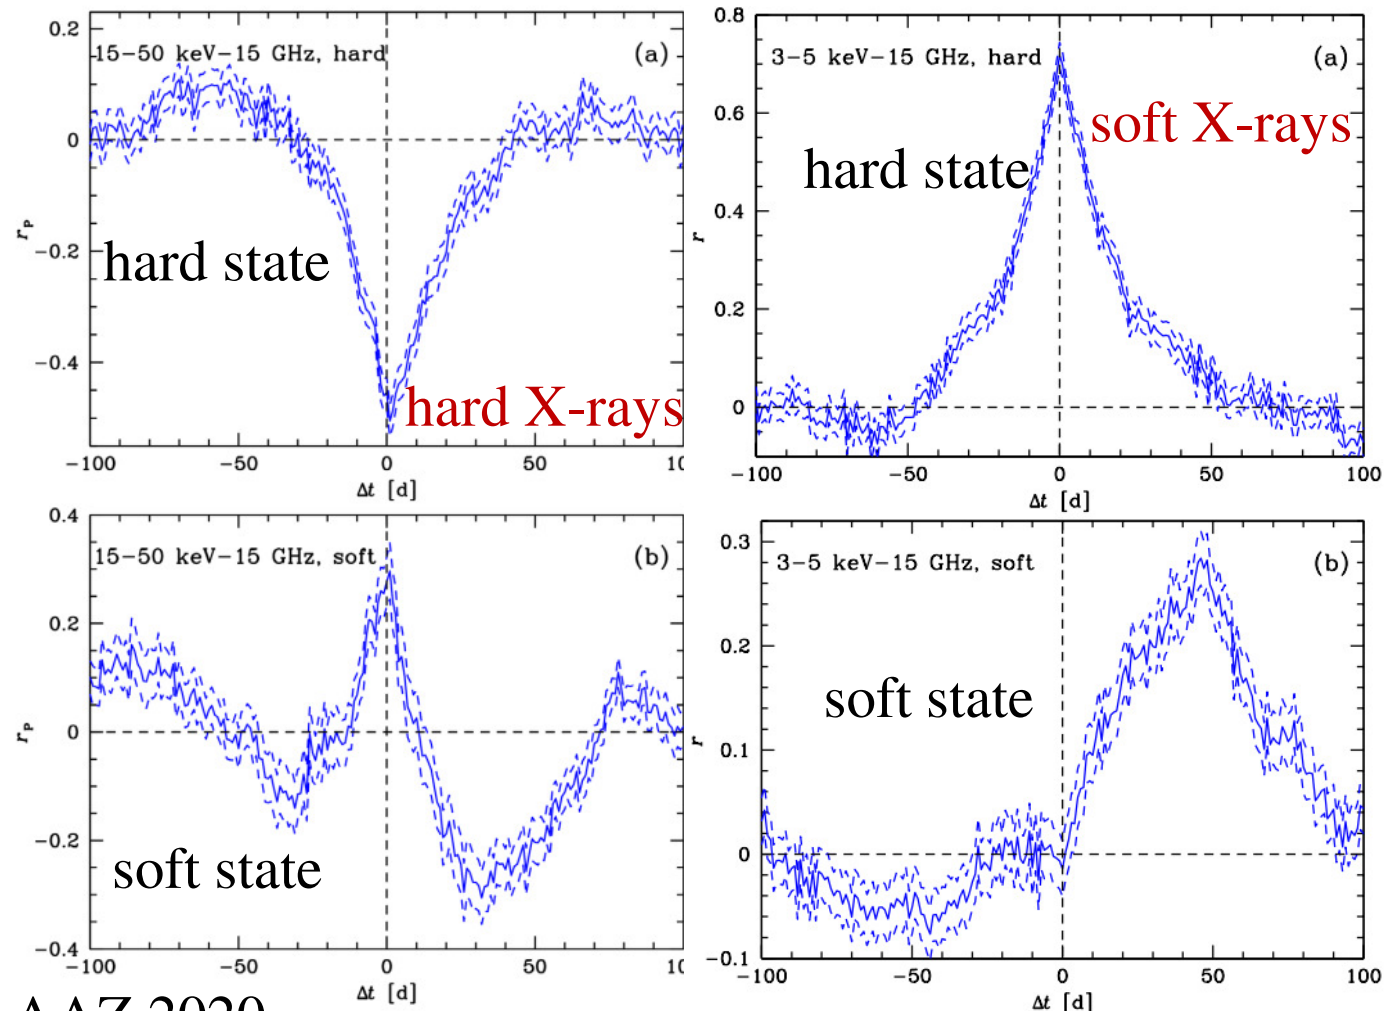 15−50 keV−15 GHz, hard
(a)
hard state
hard X-rays
r_P
0.2
0
−0.2
−0.4
−100
−50
0
50
10
Δt [d]
3−5 keV−15 GHz, hard
(a)
hard state
soft X-rays
r
0.8
0.6
0.4
0.2
0
−100
−50
0
50
100
Δt [d]
15−50 keV−15 GHz, soft
(b)
soft state
r_P
0.4
0.2
0
−0.2
−0.4
−100
−50
0
50
10
Δt [d]
3−5 keV−15 GHz, soft
(b)
soft state
r
0.3
0.2
0.1
0
−0.1
−100
−50
0
50
100
Δt [d]
AAZ 2020